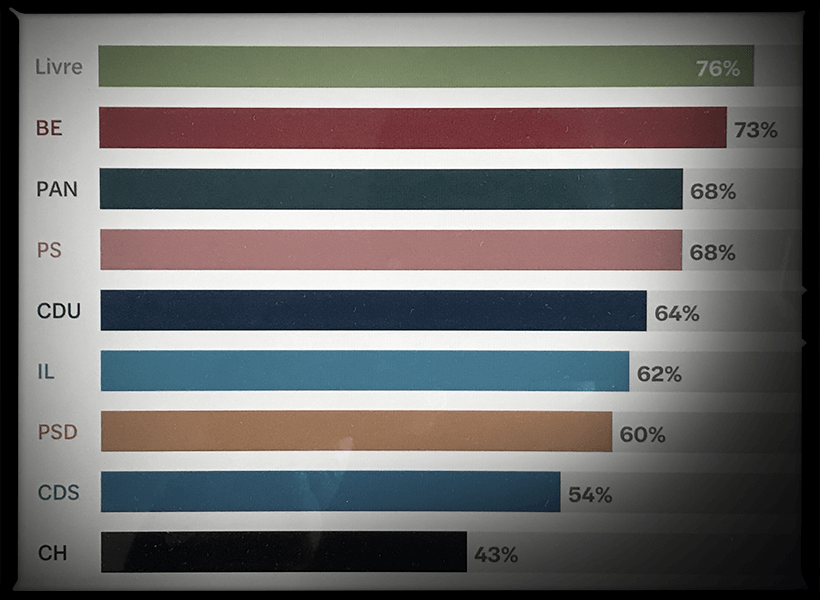 Livre 76%
BE 73%
PAN 68%
PS 68%
CDU 64%
IL 62%
PSD 60%
CDS 54%
CH 43%